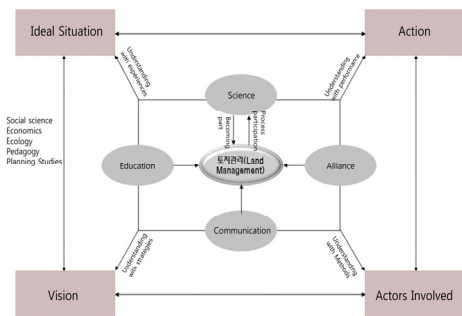 Ideal Situation
Action
Understanding
with experiences
Understanding
with performance
Science
Becoming
part
Process
participation
Social science
Economics
Ecology
Pedagogy
Planning Studies
Education
토지관리(Land
Management)
Alliance
Communication
Understanding
with strategies
Understanding
with Methods
Vision
Actors Involved